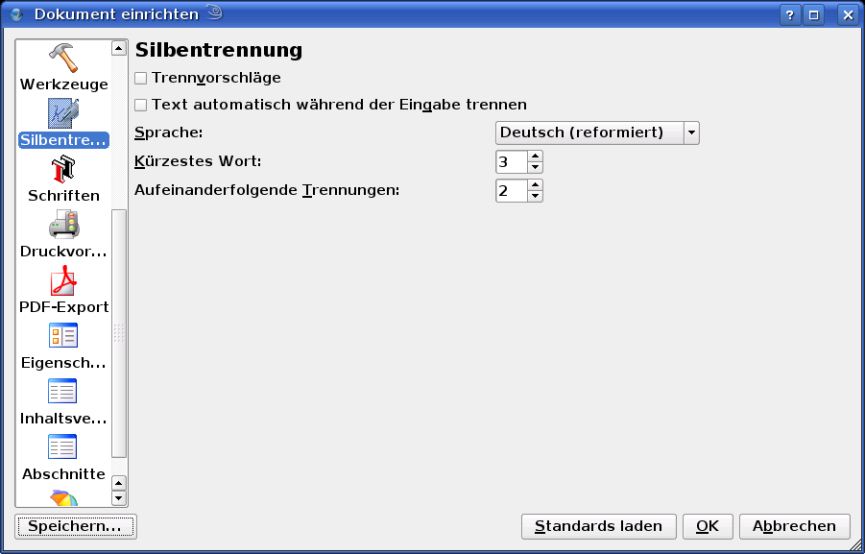 Dokument einrichten
?
Werkzeuge
Silbentre...
Schriften
Druckvor...
PDF-Export
Eigensch...
Inhaltsve...
Abschnitte
Silbentrennung
Trennvorschläge
Text automatisch während der Eingabe trennen
Sprache: Deutsch (reformiert)
Kürzestes Wort: 3
Aufeinanderfolgende Trennungen: 2
Speichern... Standards laden OK Abbrechen